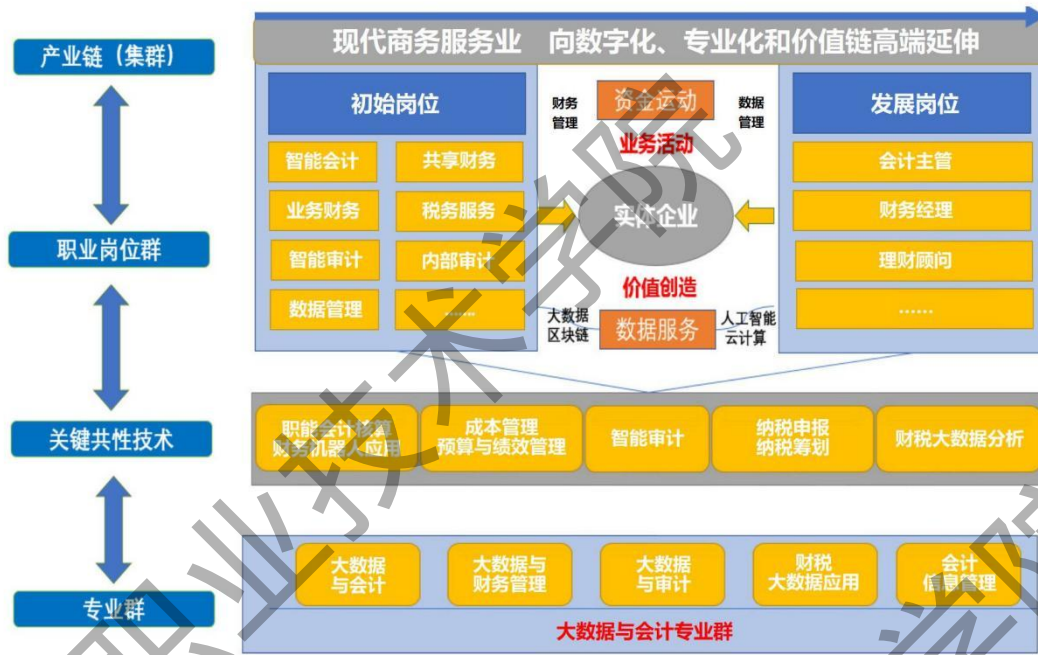 产业链（集群）
现代商务服务业 向数字化、专业化和价值链高端延伸
初始岗位
智能会计
共享财务
业务财务
税务服务
智能审计
内部审计
数据管理
.......
财务
管理
资金运动
数据
管理
业务活动
实体企业
价值创造
大数据
区块链
数据服务
人工智能
云计算
发展岗位
会计主管
财务经理
理财顾问
......
职业岗位群
关键共性技术
职能会计核算
财务机器人应用
成本管理
预算与绩效管理
智能审计
纳税申报
纳税筹划
财税大数据分析
专业群
大数据
与会计
大数据与
财务管理
大数据
与审计
财税
大数据应用
会计
信息管理
大数据与会计专业群
职业技术学院
学院